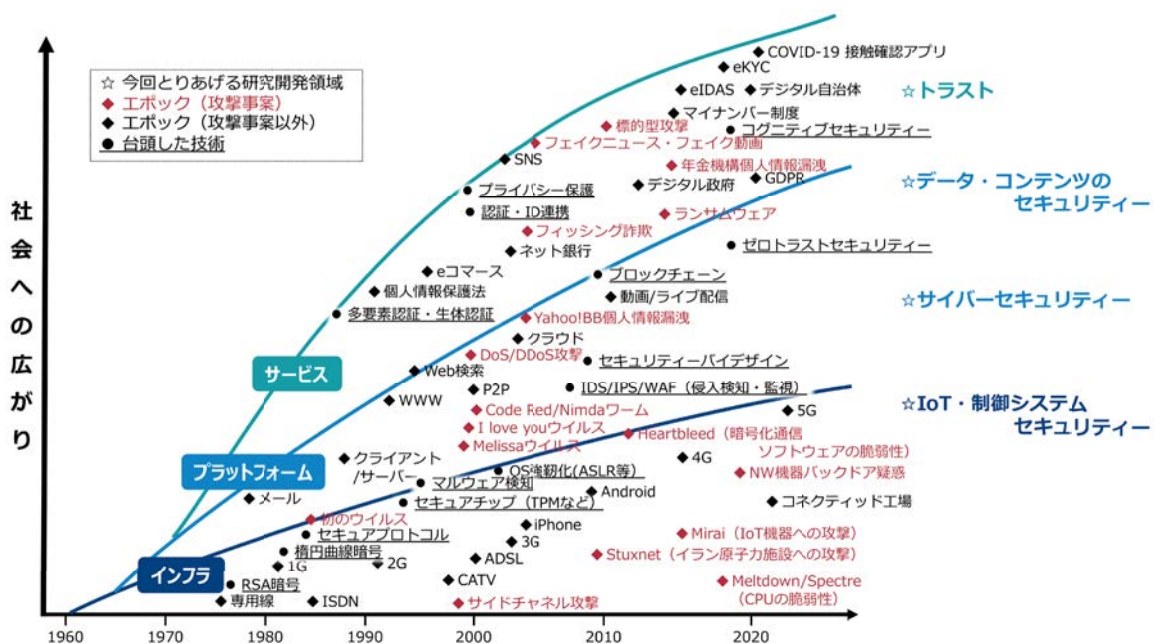 社会への広がり
☆ 今回とりあげる研究開発領域
◆ エポック（攻撃事案）
◆ エポック（攻撃事案以外）
● 台頭した技術
COVID-19 接触確認アプリ
eKYC
eIDAS
デジタル自治体
☆トラスト
マイナンバー制度
標的型攻撃
コグニティブセキュリティー
フェイクニュース・フェイク動画
SNS
年金機構個人情報漏洩
GDPR
デジタル政府
☆データ・コンテンツの
セキュリティー
プライバシー保護
認証・ID連携
ランサムウェア
フィッシング詐欺
ゼロトラストセキュリティー
ネット銀行
eコマース
ブロックチェーン
個人情報保護法
動画/ライブ配信
☆サイバーセキュリティー
多要素認証・生体認証
Yahoo!BB個人情報漏洩
クラウド
DoS/DDoS攻撃
セキュリティーバイデザイン
サービス
Web検索
P2P
IDS/IPS/WAF（侵入検知・監視）
WWW
Code Red/Nimdaワーム
5G
☆IoT・制御システム
セキュリティー
I love youウイルス
Heartbleed（暗号化通信
ソフトウェアの脆弱性）
Melissaウイルス
クライアント
/サーバー
4G
プラットフォーム
OS強靭化(ASLR等)
NW機器バックドア疑惑
マルウェア検知
メール
Android
コネクティッド工場
セキュアチップ（TPMなど）
初のウイルス
iPhone
セキュアプロトコル
3G
Mirai（IoT機器への攻撃）
楕円曲線暗号
Stuxnet（イラン原子力施設への攻撃）
1G
2G
ADSL
インフラ
RSA暗号
CATV
Meltdown/Spectre
（CPUの脆弱性）
専用線
ISDN
サイドチャネル攻撃
1960 1970 1980 1990 2000 2010 2020